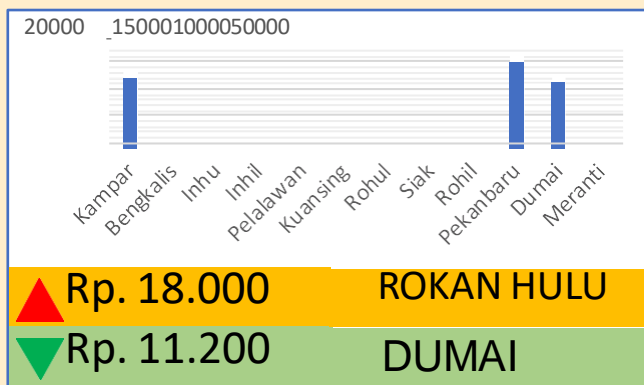 20000 150001000050000
Kampar
Bengkalis
Inhu
Inhil
Pelalawan
Kuansing
Rohul
Siak
Rohil
Pekanbaru
Dumai
Meranti
Rp. 18.000 ROKAN HULU
Rp. 11.200 DUMAI